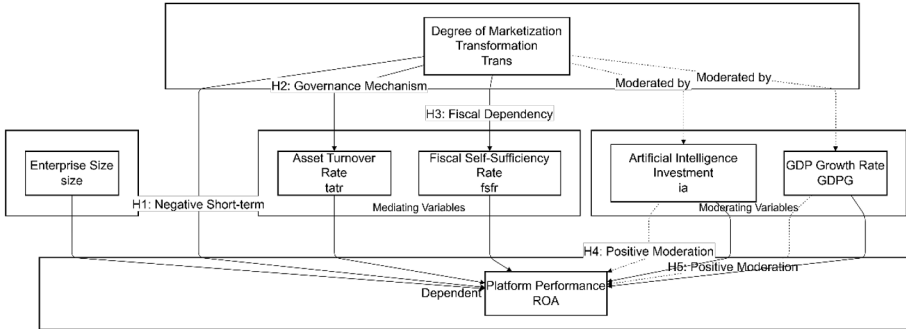 Degree of Marketization
Transformation
Trans
Moderated by
Moderated by
H2: Governance Mechanism
H3: Fiscal Dependency
Enterprise Size
size
Asset Turnover
Rate
tatr
Fiscal Self-Sufficiency
Rate
fsfr
Artificial Intelligence
Investment
ia
GDP Growth Rate
GDPG
H1: Negative Short-term
Mediating Variables
Moderating Variables
H4: Positive Moderation
H5: Positive Moderation
Dependent
Platform Performance
ROA